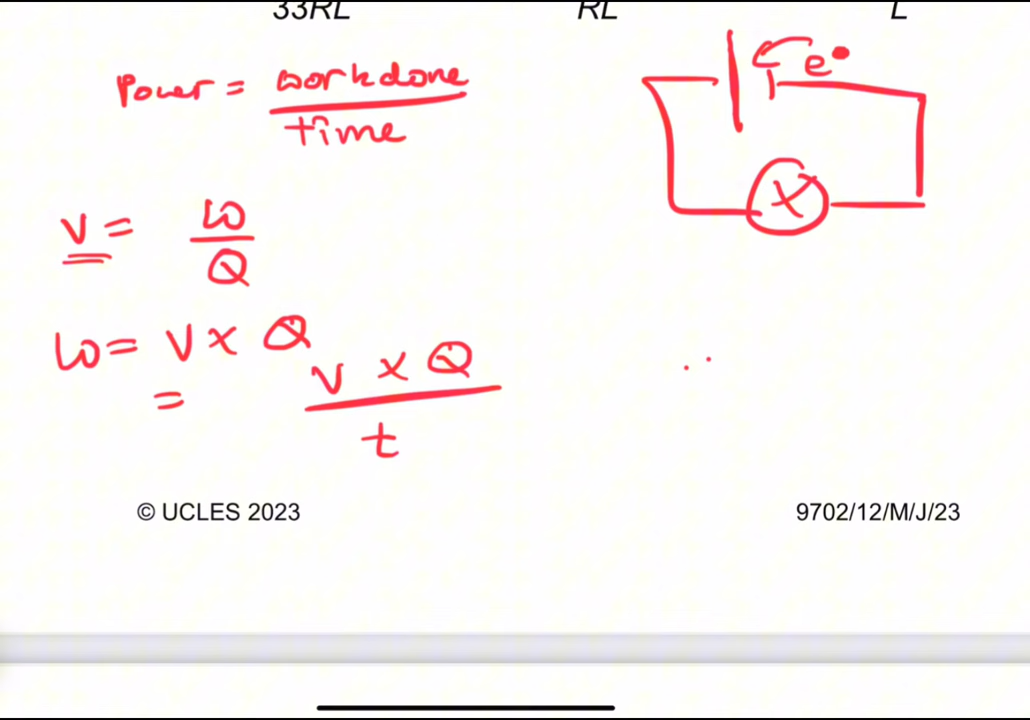 33RL RL L
Power = workdone
time
e
V = W
Q
X
W = V × Q
= V × Q
t
© UCLES 2023 9702/12/M/J/23